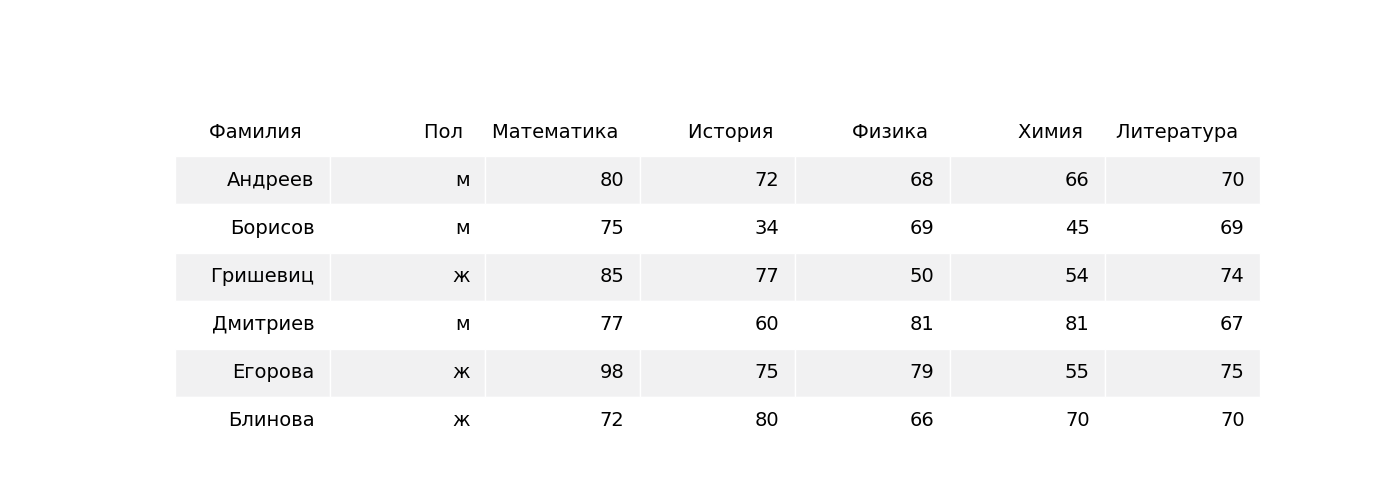 Фамилия Пол Математика История Физика Химия Литература
Андреев м 80 72 68 66 70
Борисов м 75 34 69 45 69
Гришевиц ж 85 77 50 54 74
Дмитриев м 77 60 81 81 67
Егорова ж 98 75 79 55 75
Блинова ж 72 80 66 70 70